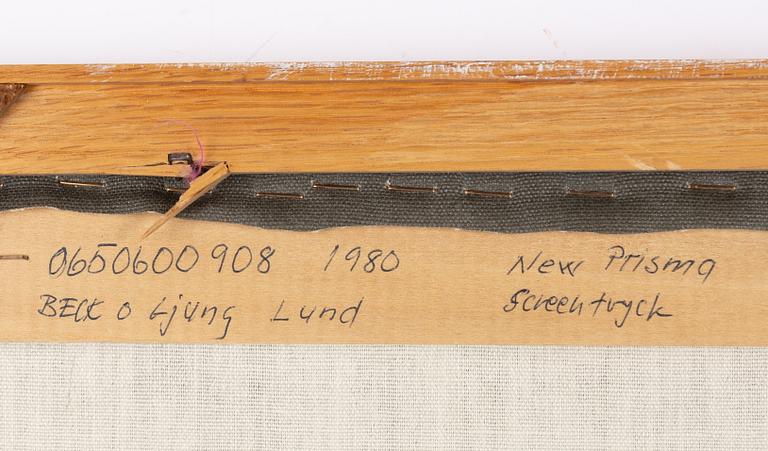 0650600908 1980
BECK o Ljung Lund
New Prisma
Screentryck